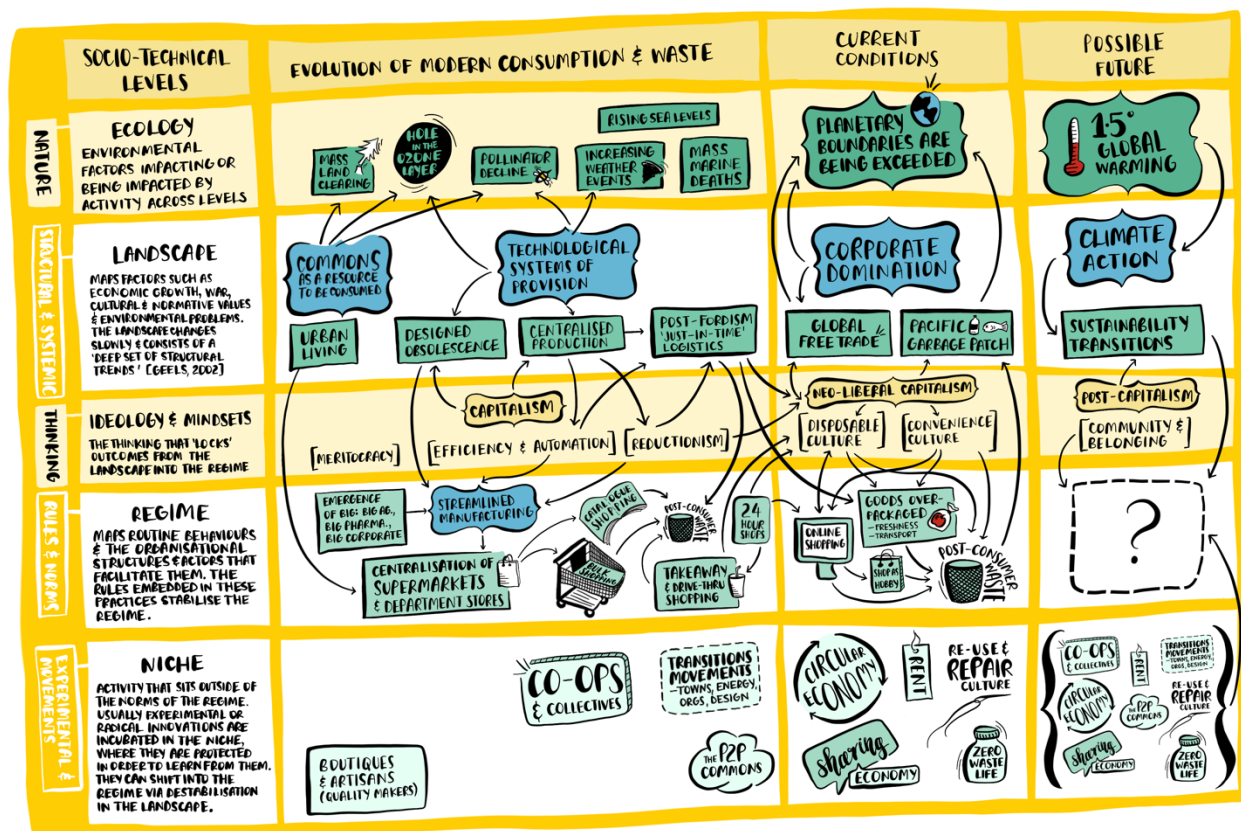 SOCIO-TECHNICAL
LEVELS
EVOLUTION OF MODERN CONSUMPTION & WASTE
CURRENT
CONDITIONS
POSSIBLE
FUTURE
NATURE
ECOLOGY
ENVIRONMENTAL
FACTORS IMPACTING OR
BEING IMPACTED BY
ACTIVITY ACROSS LEVELS
MASS
LAND
CLEARING
HOLE
IN THE
OZONE
LAYER
POLLINATOR
DECLINE
INCREASING
WEATHER
EVENTS
RISING SEA LEVELS
MASS
MARINE
DEATHS
PLANETARY
BOUNDARIES ARE
BEING EXCEEDED
1.5°
GLOBAL
WARMING
STRUCTURAL & SYSTEMIC
LANDSCAPE
MAPS FACTORS SUCH AS
ECONOMIC GROWTH, WAR,
CULTURAL & NORMATIVE VALUES
& ENVIRONMENTAL PROBLEMS.
THE LANDSCAPE CHANGES
SLOWLY & CONSISTS OF A
'DEEP SET OF STRUCTURAL
TRENDS' [GEELS, 2002]
COMMONS
AS A RESOURCE
TO BE CONSUMED
TECHNOLOGICAL
SYSTEMS OF
PROVISION
URBAN
LIVING
DESIGNED
OBSOLESCENCE
CENTRALISED
PRODUCTION
POST-FORDISM
'JUST-IN-TIME'
LOGISTICS
CORPORATE
DOMINATION
GLOBAL
FREE TRADE
PACIFIC
GARBAGE PATCH
CLIMATE
ACTION
SUSTAINABILITY
TRANSITIONS
THINKING
IDEOLOGY & MINDSETS
THE THINKING THAT 'LOCKS'
OUTCOMES FROM THE
LANDSCAPE INTO THE REGIME
CAPITALISM
[MERITOCRACY]
[EFFICIENCY & AUTOMATION]
[REDUCTIONISM]
NEO-LIBERAL CAPITALISM
[DISPOSABLE
CULTURE]
[CONVENIENCE
CULTURE]
POST-CAPITALISM
[COMMUNITY &
BELONGING]
RULES & NORMS
REGIME
MAPS ROUTINE BEHAVIOURS
& THE ORGANISATIONAL
STRUCTURES & ACTORS THAT
FACILITATE THEM. THE
RULES EMBEDDED IN THESE
PRACTICES STABILISE THE
REGIME.
EMERGENCE
OF BIG: BIG AG.,
BIG PHARMA.,
BIG CORPORATE
STREAMLINED
MANUFACTURING
CENTRALISATION OF
SUPERMARKETS
& DEPARTMENT STORES
CATALOGUE
SHOPPING
BULK
SHOPPING
POST-CONSUMER
WASTE
TAKEAWAY
& DRIVE-THRU
SHOPPING
24
HOUR
SHOPS
ONLINE
SHOPPING
GOODS OVER-
PACKAGED
-FRESHNESS
-TRANSPORT
SHOP AS
HOBBY
POST-CONSUMER
WASTE
?
EXPERIMENTAL &
MOVEMENTS
NICHE
ACTIVITY THAT SITS OUTSIDE OF
THE NORMS OF THE REGIME.
USUALLY EXPERIMENTAL OR
RADICAL INNOVATIONS ARE
INCUBATED IN THE NICHE,
WHERE THEY ARE PROTECTED
IN ORDER TO LEARN FROM THEM.
THEY CAN SHIFT INTO THE
REGIME VIA DESTABILISATION
IN THE LANDSCAPE.
BOUTIQUES
& ARTISANS
(QUALITY MAKERS)
CO-OPS
& COLLECTIVES
TRANSITIONS
MOVEMENTS
-TOWNS, ENERGY,
ORGS, DESIGN
THE P2P
COMMONS
CIRCULAR
ECONOMY
RENT
RE-USE &
REPAIR
CULTURE
sharing
ECONOMY
ZERO
WASTE
LIFE
CO-OPS
& COLLECTIVES
RENT
TRANSITIONS
MOVEMENTS
-TOWNS, ENERGY,
ORGS, DESIGN
CIRCULAR
ECONOMY
THE P2P
COMMONS
RE-USE &
REPAIR
CULTURE
sharing
ECONOMY
ZERO
WASTE
LIFE